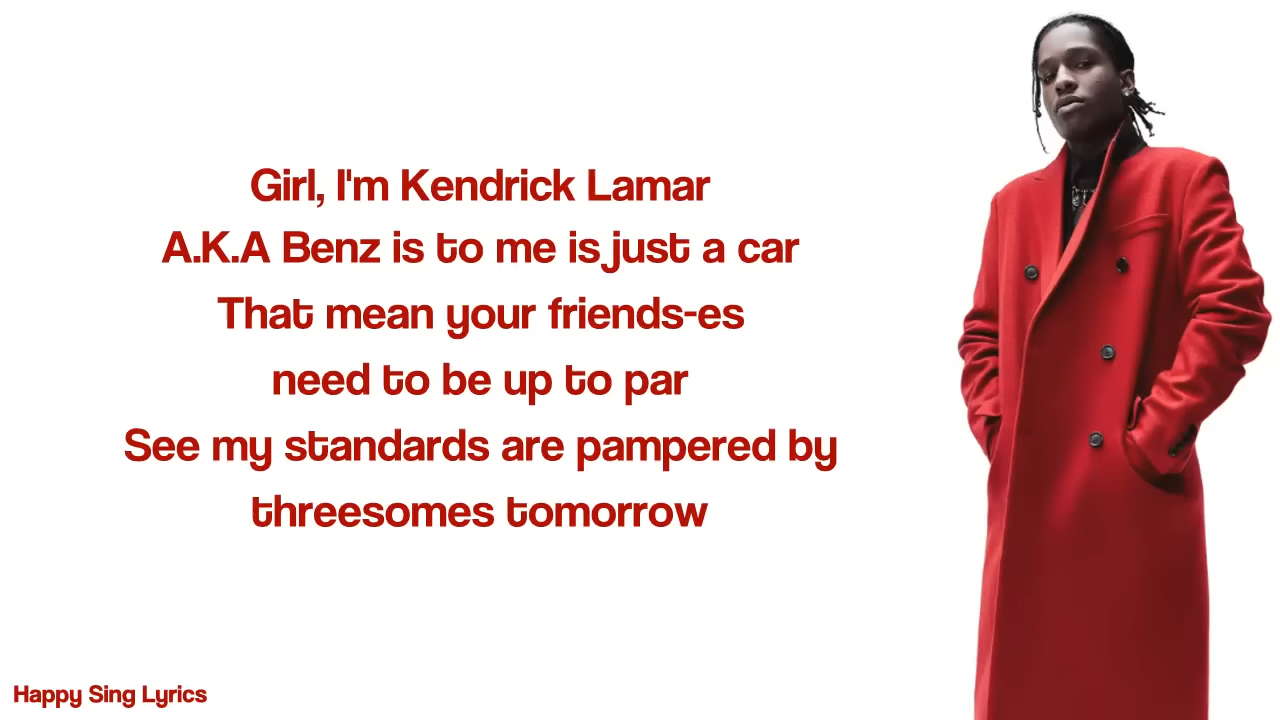 Girl, I'm Kendrick Lamar
A.K.A Benz is to me is just a car
That mean your friends-es
need to be up to par
See my standards are pampered by
threesomes tomorrow
Happy Sing Lyrics